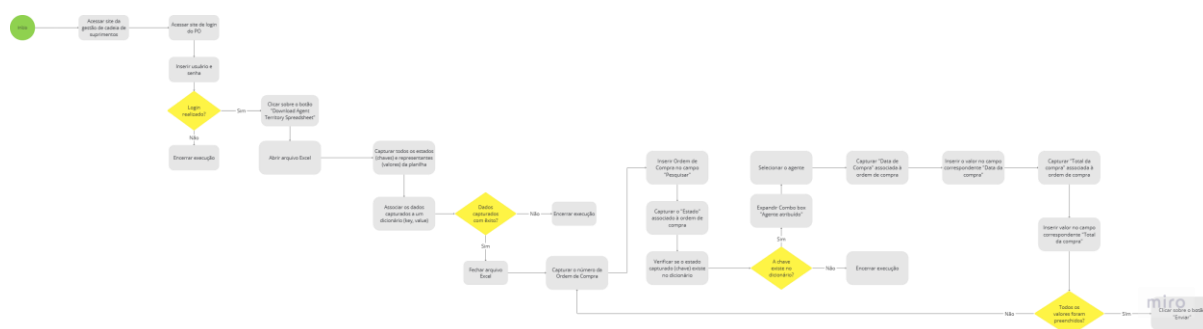 Início
Acessar site de
gestão de cadeia de
suprimentos
Acessar site de login
do PO
Inserir usuário e
senha
Login
realizado?
Sim
Não
Encerrar execução
Clicar sobre o botão
"Download Agent
Territory Spreadsheet"
Abrir arquivo Excel
Capturar todos os estados
(chaves) e representantes
(valores) da planilha
Associar os dados
capturados a um
dicionário (key, value)
Dados
capturados
com êxito?
Não
Encerrar execução
Sim
Fechar arquivo
Excel
Capturar o número de
Ordem de Compra
Inserir Ordem de
Compra no campo
"Pesquisar"
Capturar o "Estado"
associado à ordem de
compra
Verificar se o estado
capturado (chave) existe
no dicionário
A chave
existe no
dicionário?
Não
Encerrar execução
Sim
Expandir Combo box
"Agente atribuído"
Selecionar o agente
Capturar "Data de
Compra" associada à
ordem de compra
Inserir o valor no campo
correspondente "Data da
compra"
Capturar "Total da
compra" associada à
ordem de compra
Inserir valor no campo
correspondente "Total
da compra"
Todos os
valores foram
preenchidos?
Não
Sim
Clicar sobre o botão
"Enviar"
miro